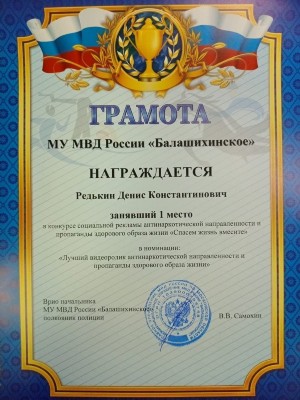 ГРАМОТА
МУ МВД России «Балашихинское»
НАГРАЖДАЕТСЯ
Редькин Денис Константинович
занявший 1 место
в конкурсе социальной рекламы антинаркотической направленности и
пропаганды здорового образа жизни «Спасем жизнь вместе»
в номинации:
«Лучший видеоролик антинаркотической направленности и
пропаганды здорового образа жизни»
Врио начальника
МУ МВД России «Балашихинское»
полковник полиции
В.В. Самохин